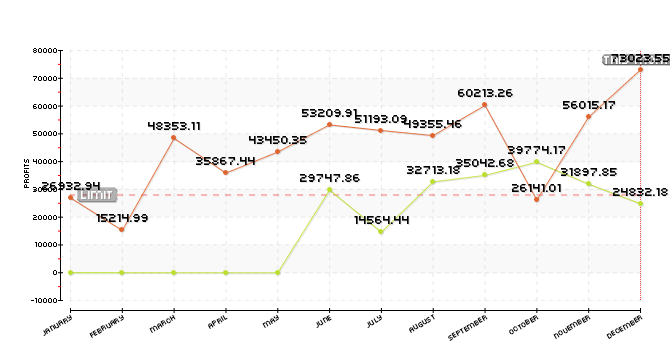 80000
70000
60000
50000
40000
30000
20000
10000
0
-10000
PROFITS
LIMIT
26932.94
15214.99
48353.11
35867.44
43450.35
53209.91
51193.09
49355.46
60213.26
26141.01
56015.17
73023.55
29747.86
14564.44
32713.18
35042.68
39774.17
31897.85
24832.18
JANUARY
FEBRUARY
MARCH
APRIL
MAY
JUNE
JULY
AUGUST
SEPTEMBER
OCTOBER
NOVEMBER
DECEMBER